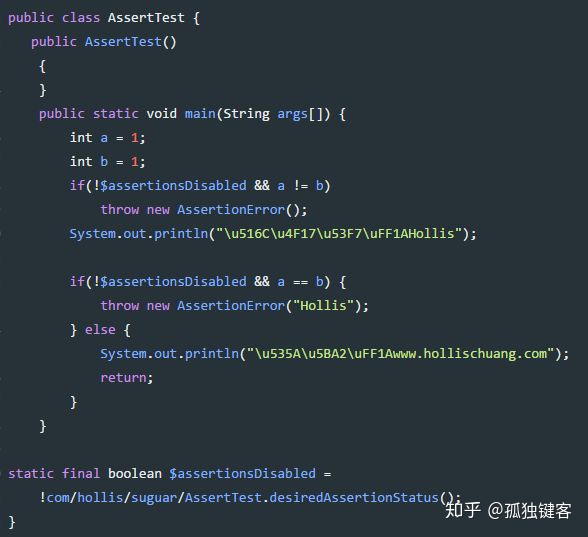 public class AssertTest {
public AssertTest()
{
}
public static void main(String args[]) {
int a = 1;
int b = 1;
if(!$assertionsDisabled && a != b)
throw new AssertionError();
System.out.println("\u516C\u4F17\u53F7\uFF1AHollis");
if(!$assertionsDisabled && a == b) {
throw new AssertionError("Hollis");
} else {
System.out.println("\u535A\u5BA2\uFF1Awww.hollischuang.com");
return;
}
}
static final boolean $assertionsDisabled =
!com/hollis/suguar/AssertTest.desiredAssertionStatus();
}
知乎 @孤独键客